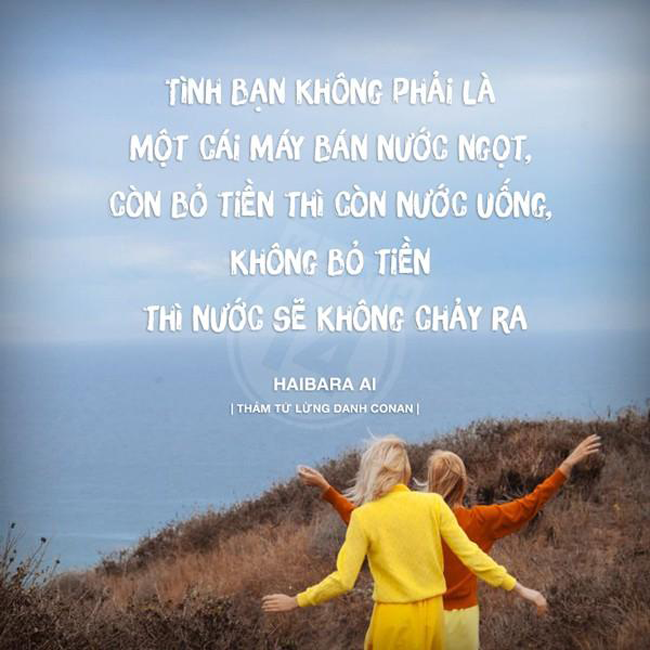 TÌNH BẠN KHÔNG PHẢI LÀ
MỘT CÁI MÁY BÁN NƯỚC NGỌT,
CÒN BỎ TIỀN THÌ CÒN NƯỚC UỐNG,
KHÔNG BỎ TIỀN
THÌ NƯỚC SẼ KHÔNG CHẢY RA
HAIBARA AI
| THÁM TỬ LỪNG DANH CONAN |